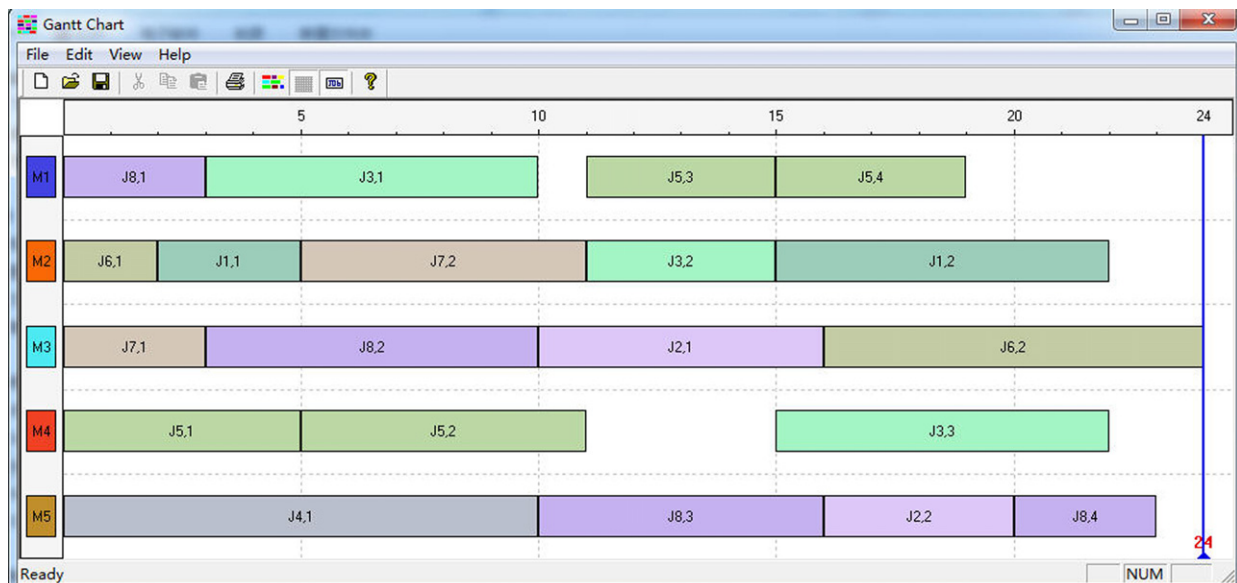 Gantt Chart
File Edit View Help
5 10 15 20 24
M1 J8,1 J3,1 J5,3 J5,4
M2 J6,1 J1,1 J7,2 J3,2 J1,2
M3 J7,1 J8,2 J2,1 J6,2
M4 J5,1 J5,2 J3,3
M5 J4,1 J8,3 J2,2 J8,4
24
Ready NUM